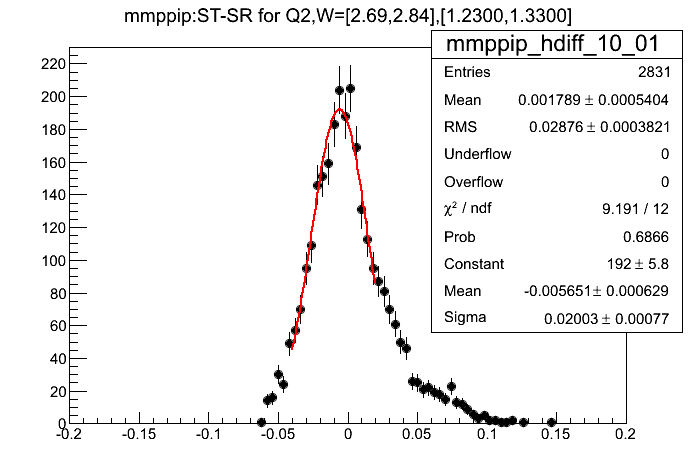 mmppip:ST-SR for Q2,W=[2.69,2.84],[1.2300,1.3300]
mmppip_hdiff_10_01
Entries 2831
Mean 0.001789 ± 0.0005404
RMS 0.02876 ± 0.0003821
Underflow 0
Overflow 0
χ² / ndf 9.191 / 12
Prob 0.6866
Constant 192 ± 5.8
Mean -0.005651 ± 0.000629
Sigma 0.02003 ± 0.00077
220
200
180
160
140
120
100
80
60
40
20
0
-0.2 -0.15 -0.1 -0.05 0 0.05 0.1 0.15 0.2